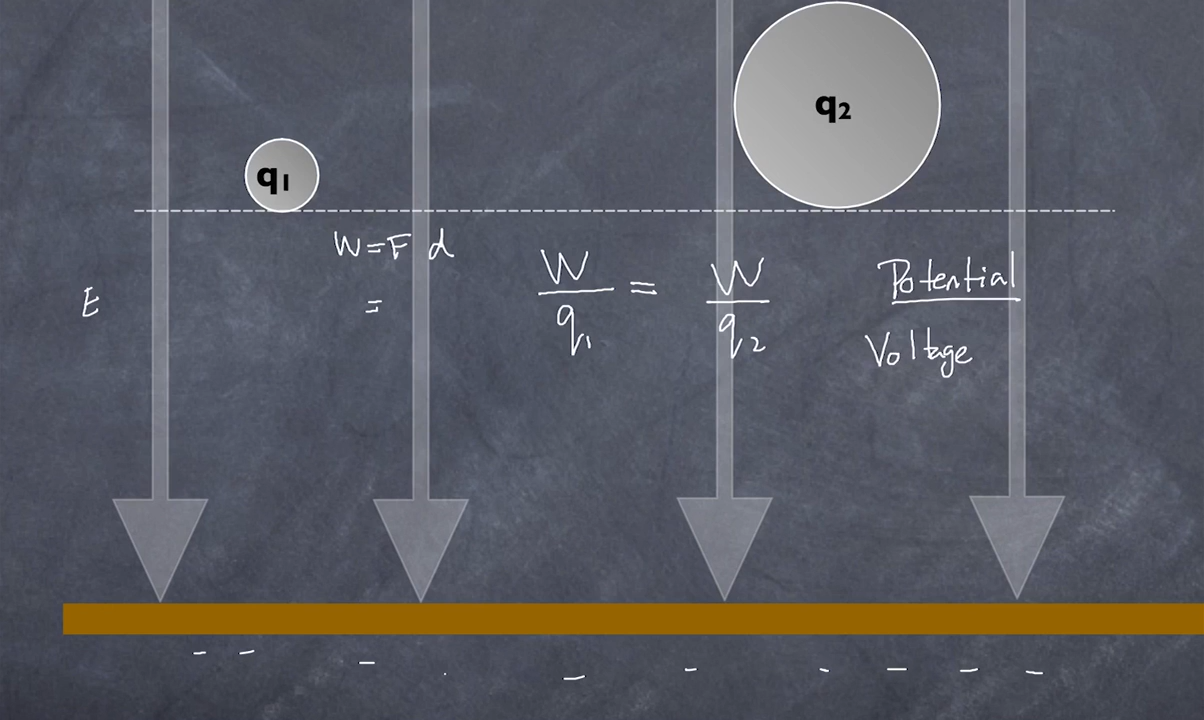 q2
q1
W = F d
E
=
W/q1 = W/q2
Potential
Voltage
- - - - - - - - -